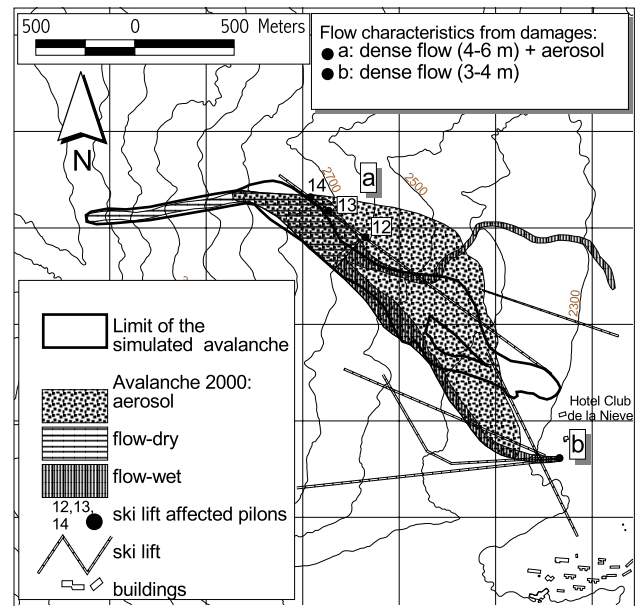 500 0 500 Meters
Flow characteristics from damages:
a: dense flow (4-6 m) + aerosol
b: dense flow (3-4 m)
N
2700
2500
14
a
13
12
2300
Limit of the
simulated avalanche
Avalanche 2000:
aerosol
flow-dry
flow-wet
12,13,
14
ski lift affected pilons
ski lift
buildings
Hotel Club
de la Nieve
b